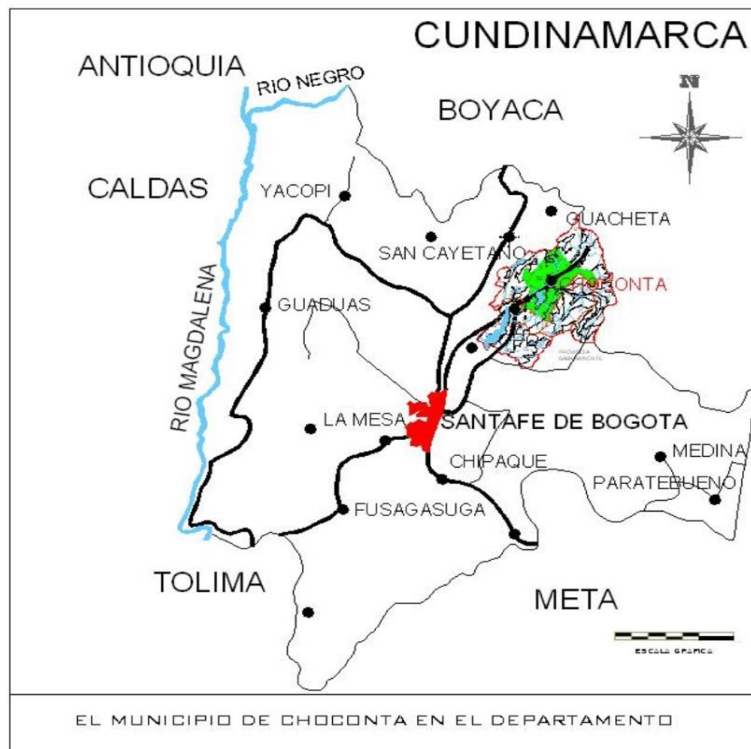 CUNDINAMARCA
ANTIOQUIA
RIO NEGRO
N
BOYACA
CALDAS
YACOPI
GUACHETA
SAN CAYETANO
GUADUAS
RIO MAGDALENA
LA MESA
SANTAFE DE BOGOTA
CHIPAQUE
MEDINA
PARATEBUENO
FUSAGASUGA
TOLIMA
META
ESCALA GRAFICA
EL MUNICIPIO DE CHOCONTA EN EL DEPARTAMENTO